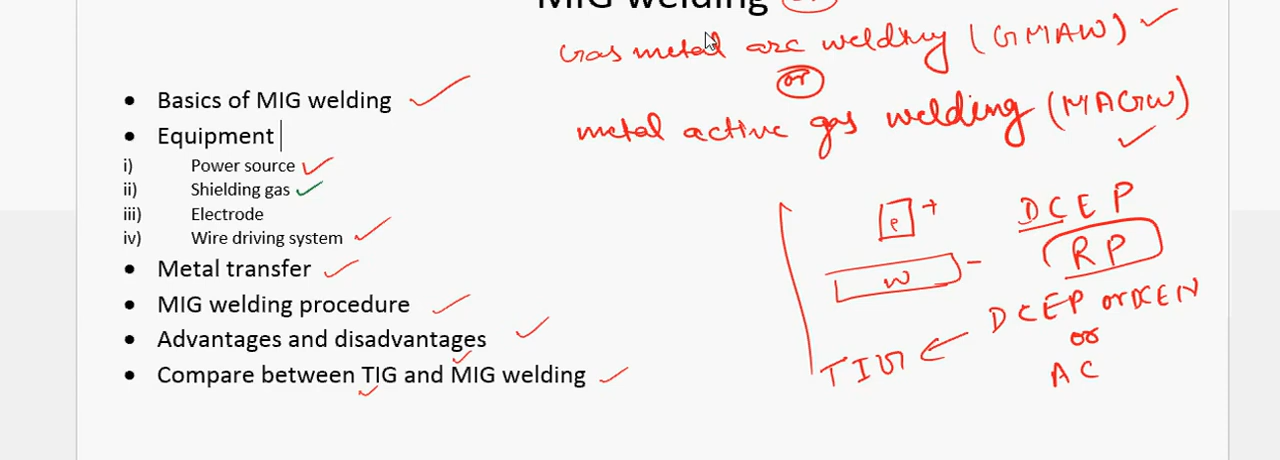 MIG welding or
Gas metal arc welding (GMAW)
or
metal active gas welding (MAGW)
• Basics of MIG welding
• Equipment
i) Power source
ii) Shielding gas
iii) Electrode
iv) Wire driving system
• Metal transfer
• MIG welding procedure
• Advantages and disadvantages
• Compare between TIG and MIG welding
e +
W -
DCEP
RP
DCEP or DCEN
or
AC
TIG